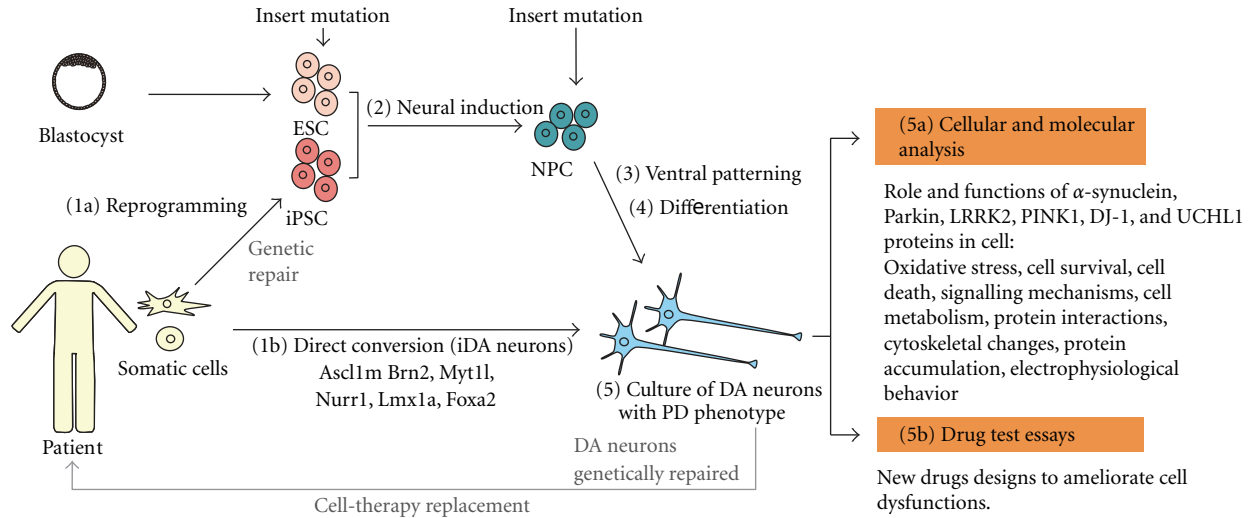 Insert mutation
Insert mutation
Blastocyst
ESC
(2) Neural induction
iPSC
NPC
(1a) Reprogramming
Genetic
repair
(3) Ventral patterning
(4) Differentiation
Patient
Somatic cells
(1b) Direct conversion (iDA neurons)
Ascl1m Brn2, Myt1l,
Nurr1, Lmx1a, Foxa2
(5) Culture of DA neurons
with PD phenotype
DA neurons
genetically repaired
Cell-therapy replacement
(5a) Cellular and molecular
analysis
Role and functions of α-synuclein,
Parkin, LRRK2, PINK1, DJ-1, and UCHL1
proteins in cell:
Oxidative stress, cell survival, cell
death, signalling mechanisms, cell
metabolism, protein interactions,
cytoskeletal changes, protein
accumulation, electrophysiological
behavior
(5b) Drug test essays
New drugs designs to ameliorate cell
dysfunctions.